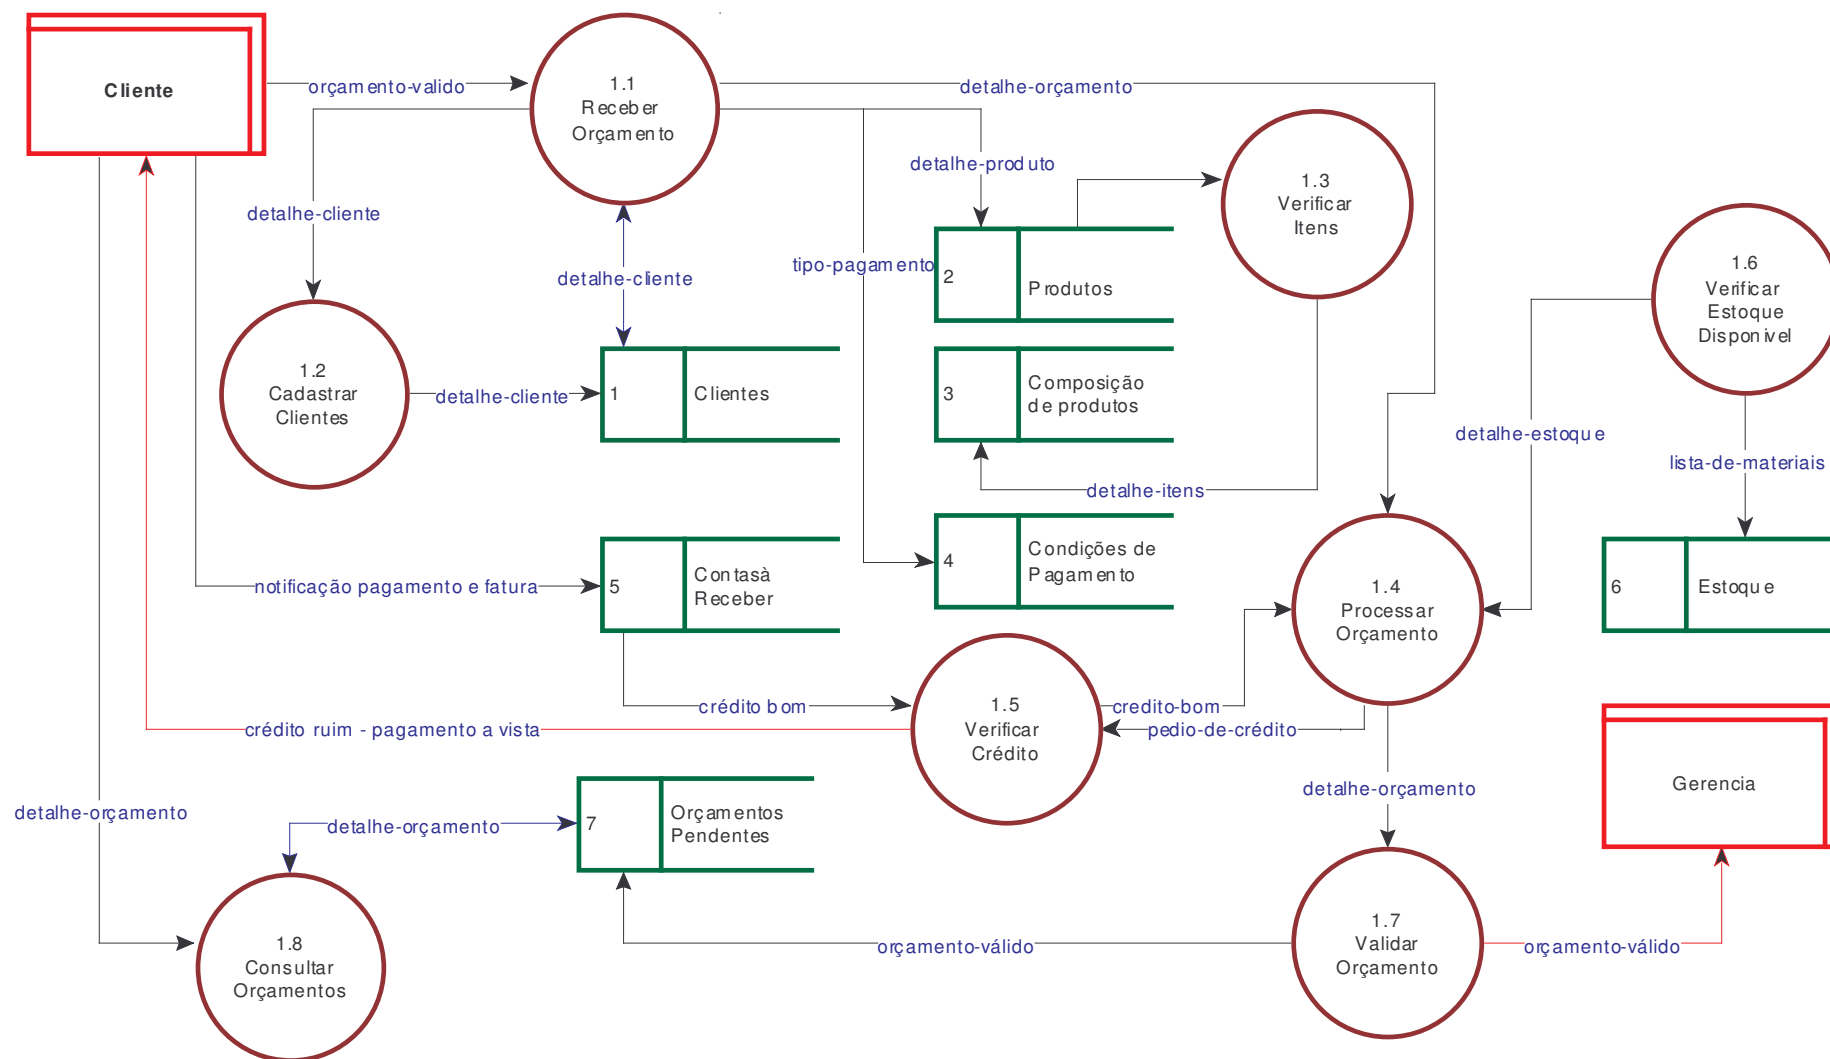 Cliente
orçamento-valido
1.1
Receber
Orçamento
detalhe-orçamento
detalhe-produto
1.3
Verificar
Itens
detalhe-cliente
detalhe-cliente
tipo-pagamento
2
Produtos
1.6
Verificar
Estoque
Disponivel
1.2
Cadastrar
Clientes
detalhe-cliente
1
Clientes
3
Composição
de produtos
detalhe-estoque
lista-de-materiais
detalhe-itens
notificação pagamento e fatura
5
Contasà
Receber
4
Condições de
Pagamento
1.4
Processar
Orçamento
6
Estoque
crédito bom
1.5
Verificar
Crédito
credito-bom
pedio-de-crédito
crédito ruim - pagamento a vista
detalhe-orçamento
Gerencia
detalhe-orçamento
detalhe-orçamento
7
Orçamentos
Pendentes
1.8
Consultar
Orçamentos
orçamento-válido
1.7
Validar
Orçamento
orçamento-válido